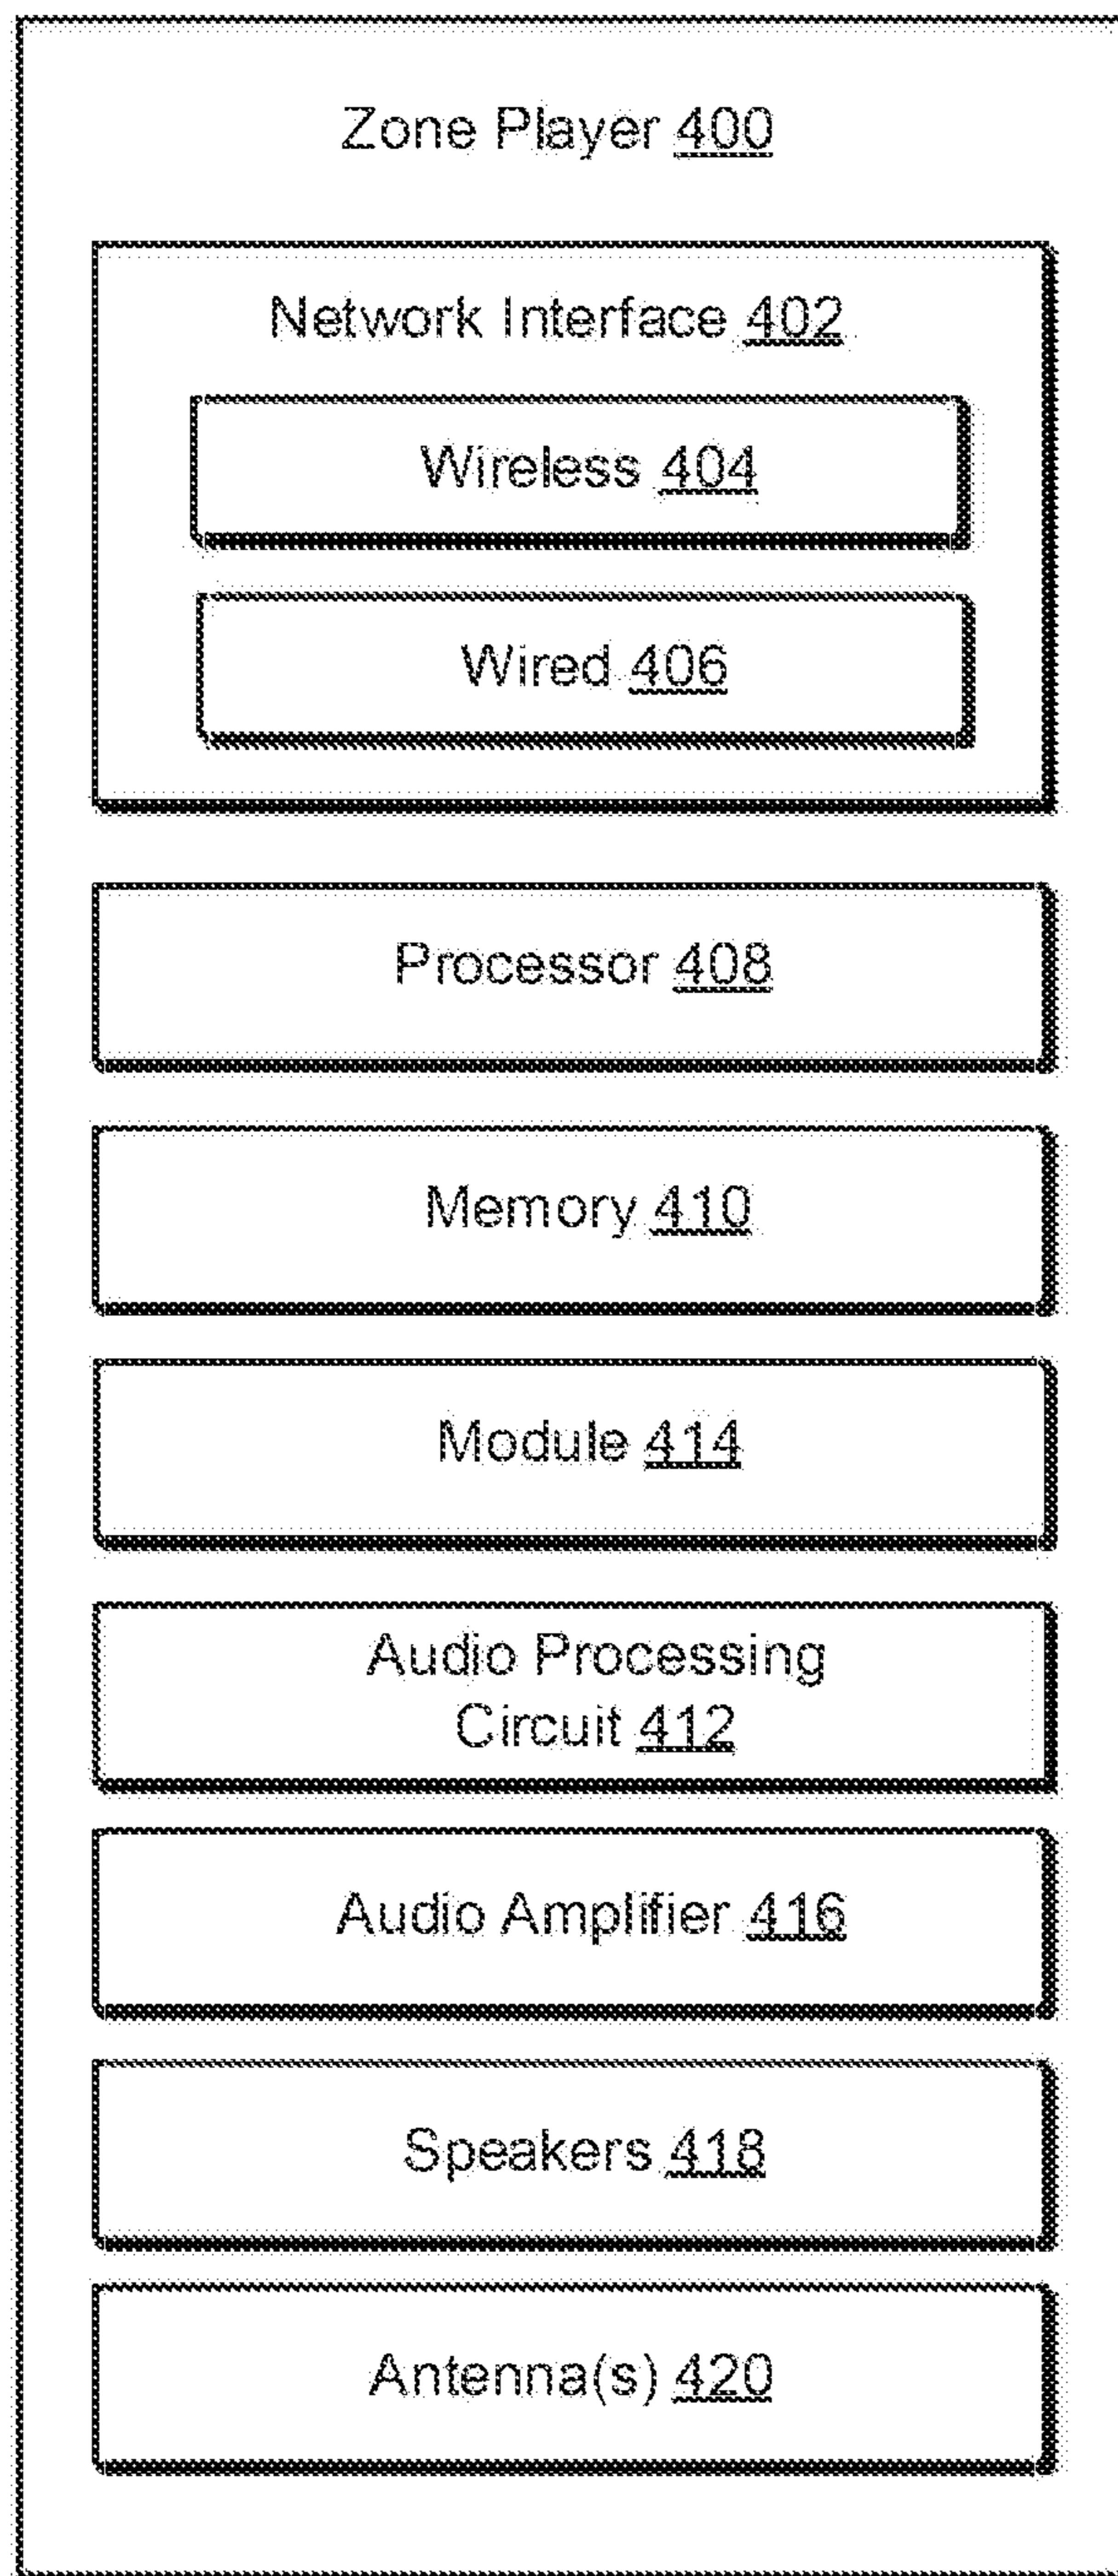 Zone Player 400
Network Interface 402
Wireless 404
Wired 406
Processor 408
Memory 410
Module 414
Audio Processing
Circuit 412
Audio Amplifier 416
Speakers 418
Antenna(s) 420